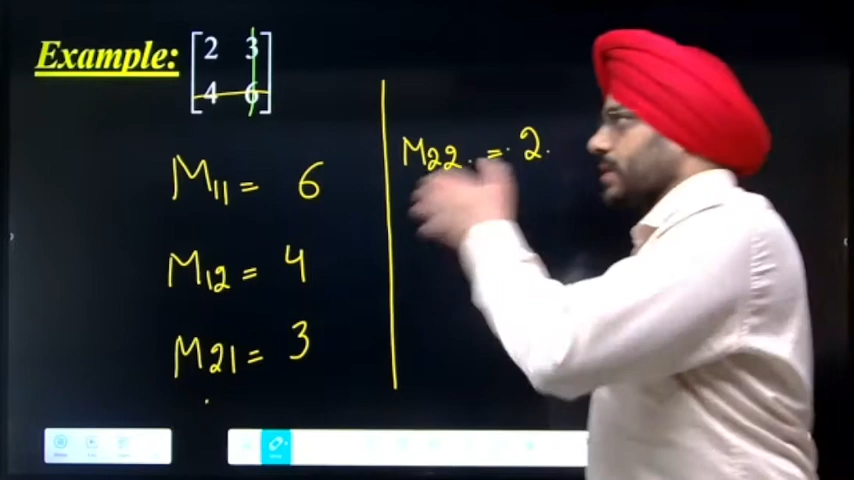 Example: [2 3
4 6]
M11 = 6
M12 = 4
M21 = 3
M22 = 2.